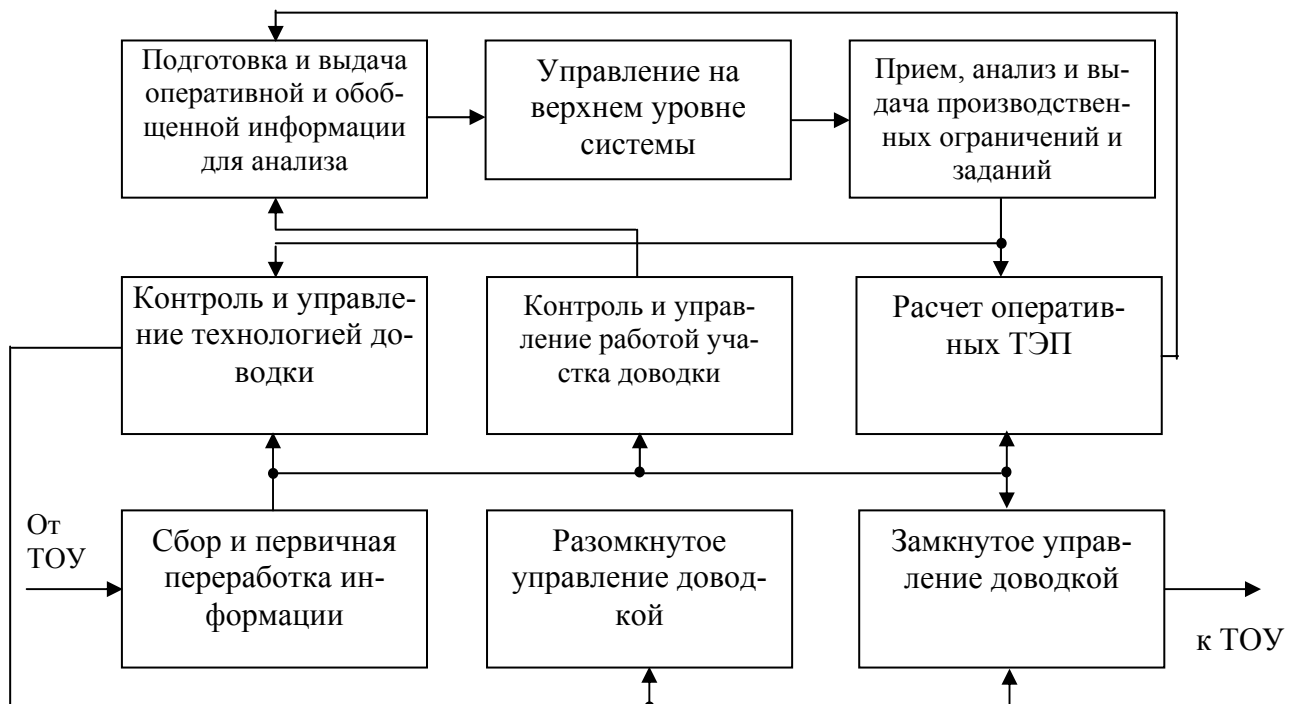 Подготовка и выдача
оперативной и обоб-
щенной информации
для анализа
Управление на
верхнем уровне
системы
Прием, анализ и вы-
дача производствен-
ных ограничений и
заданий
Контроль и управле-
ние технологией до-
водки
Контроль и управ-
ление работой уча-
стка доводки
Расчет оператив-
ных ТЭП
От
ТОУ
Сбор и первичная
переработка ин-
формации
Разомкнутое
управление довод-
кой
Замкнутое управ-
ление доводкой
к ТОУ